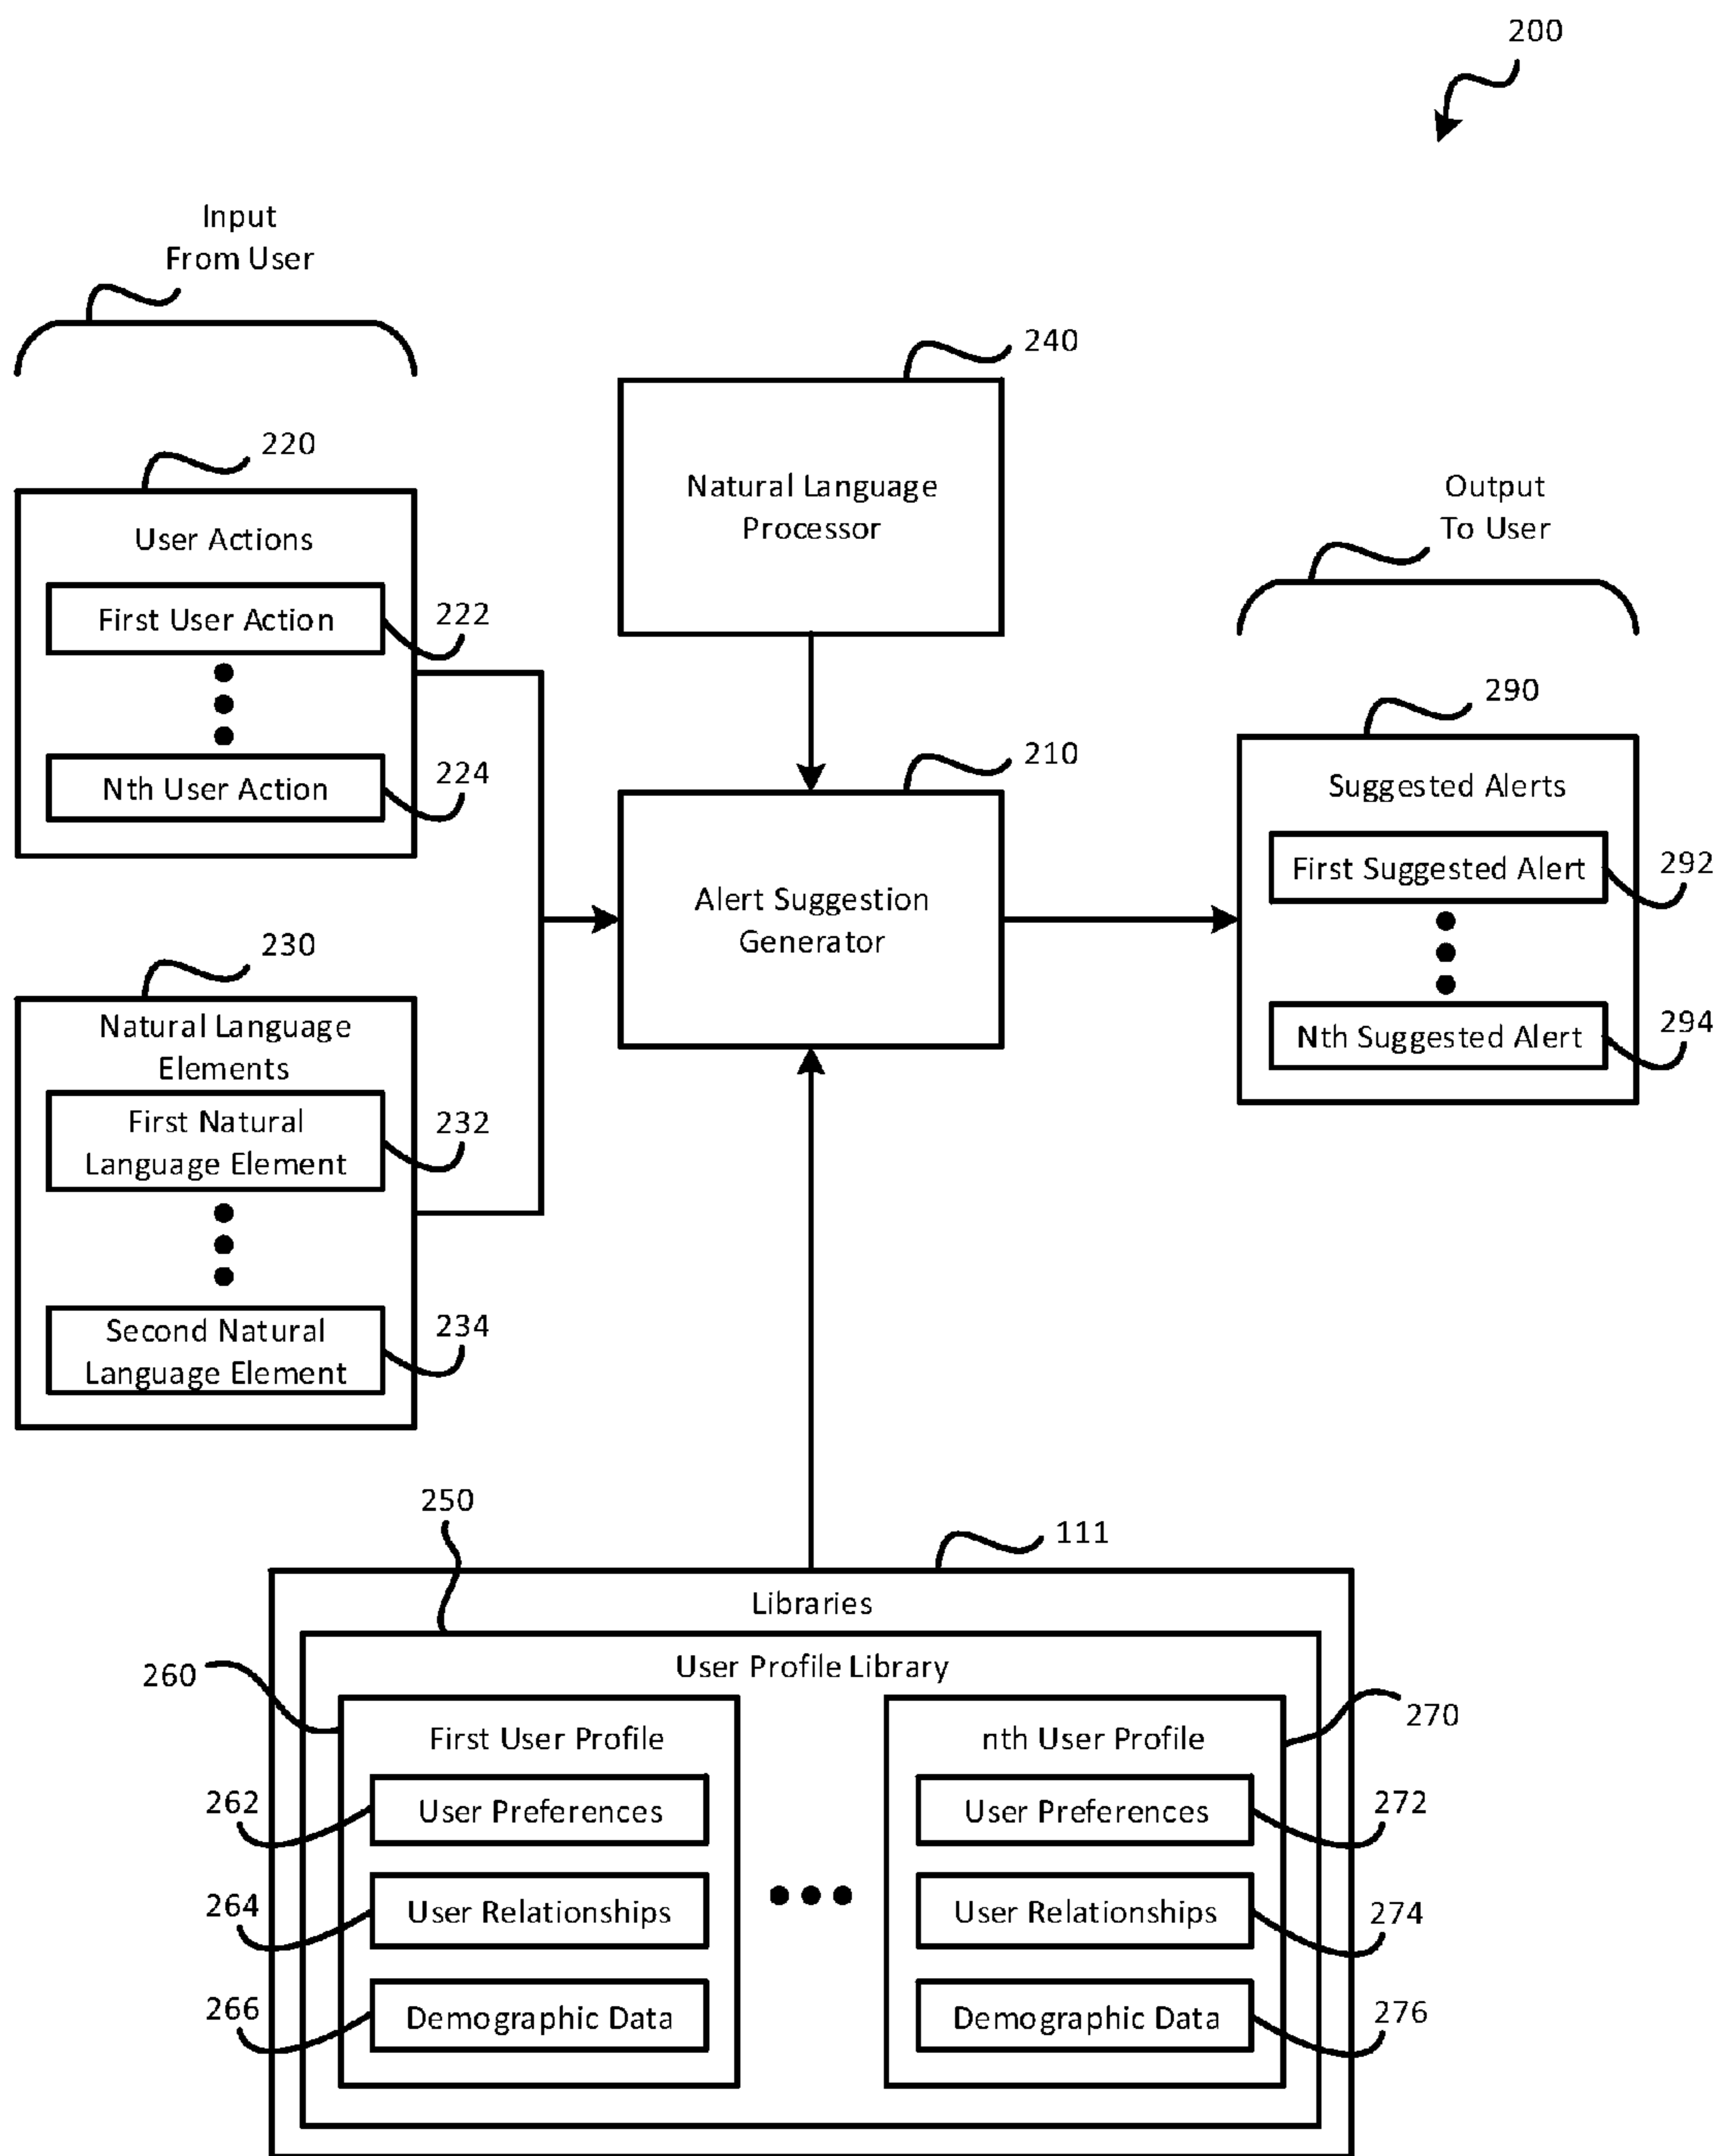 200
Input
From User
240
220
Natural Language
Processor
Output
To User
User Actions
First User Action
222
290
210
Nth User Action
224
Suggested Alerts
First Suggested Alert
292
Alert Suggestion
Generator
230
Natural Language
Elements
Nth Suggested Alert
294
First Natural
Language Element
232
Second Natural
Language Element
234
250
111
Libraries
User Profile Library
260
270
First User Profile
nth User Profile
262
User Preferences
User Preferences
272
264
User Relationships
User Relationships
274
266
Demographic Data
Demographic Data
276